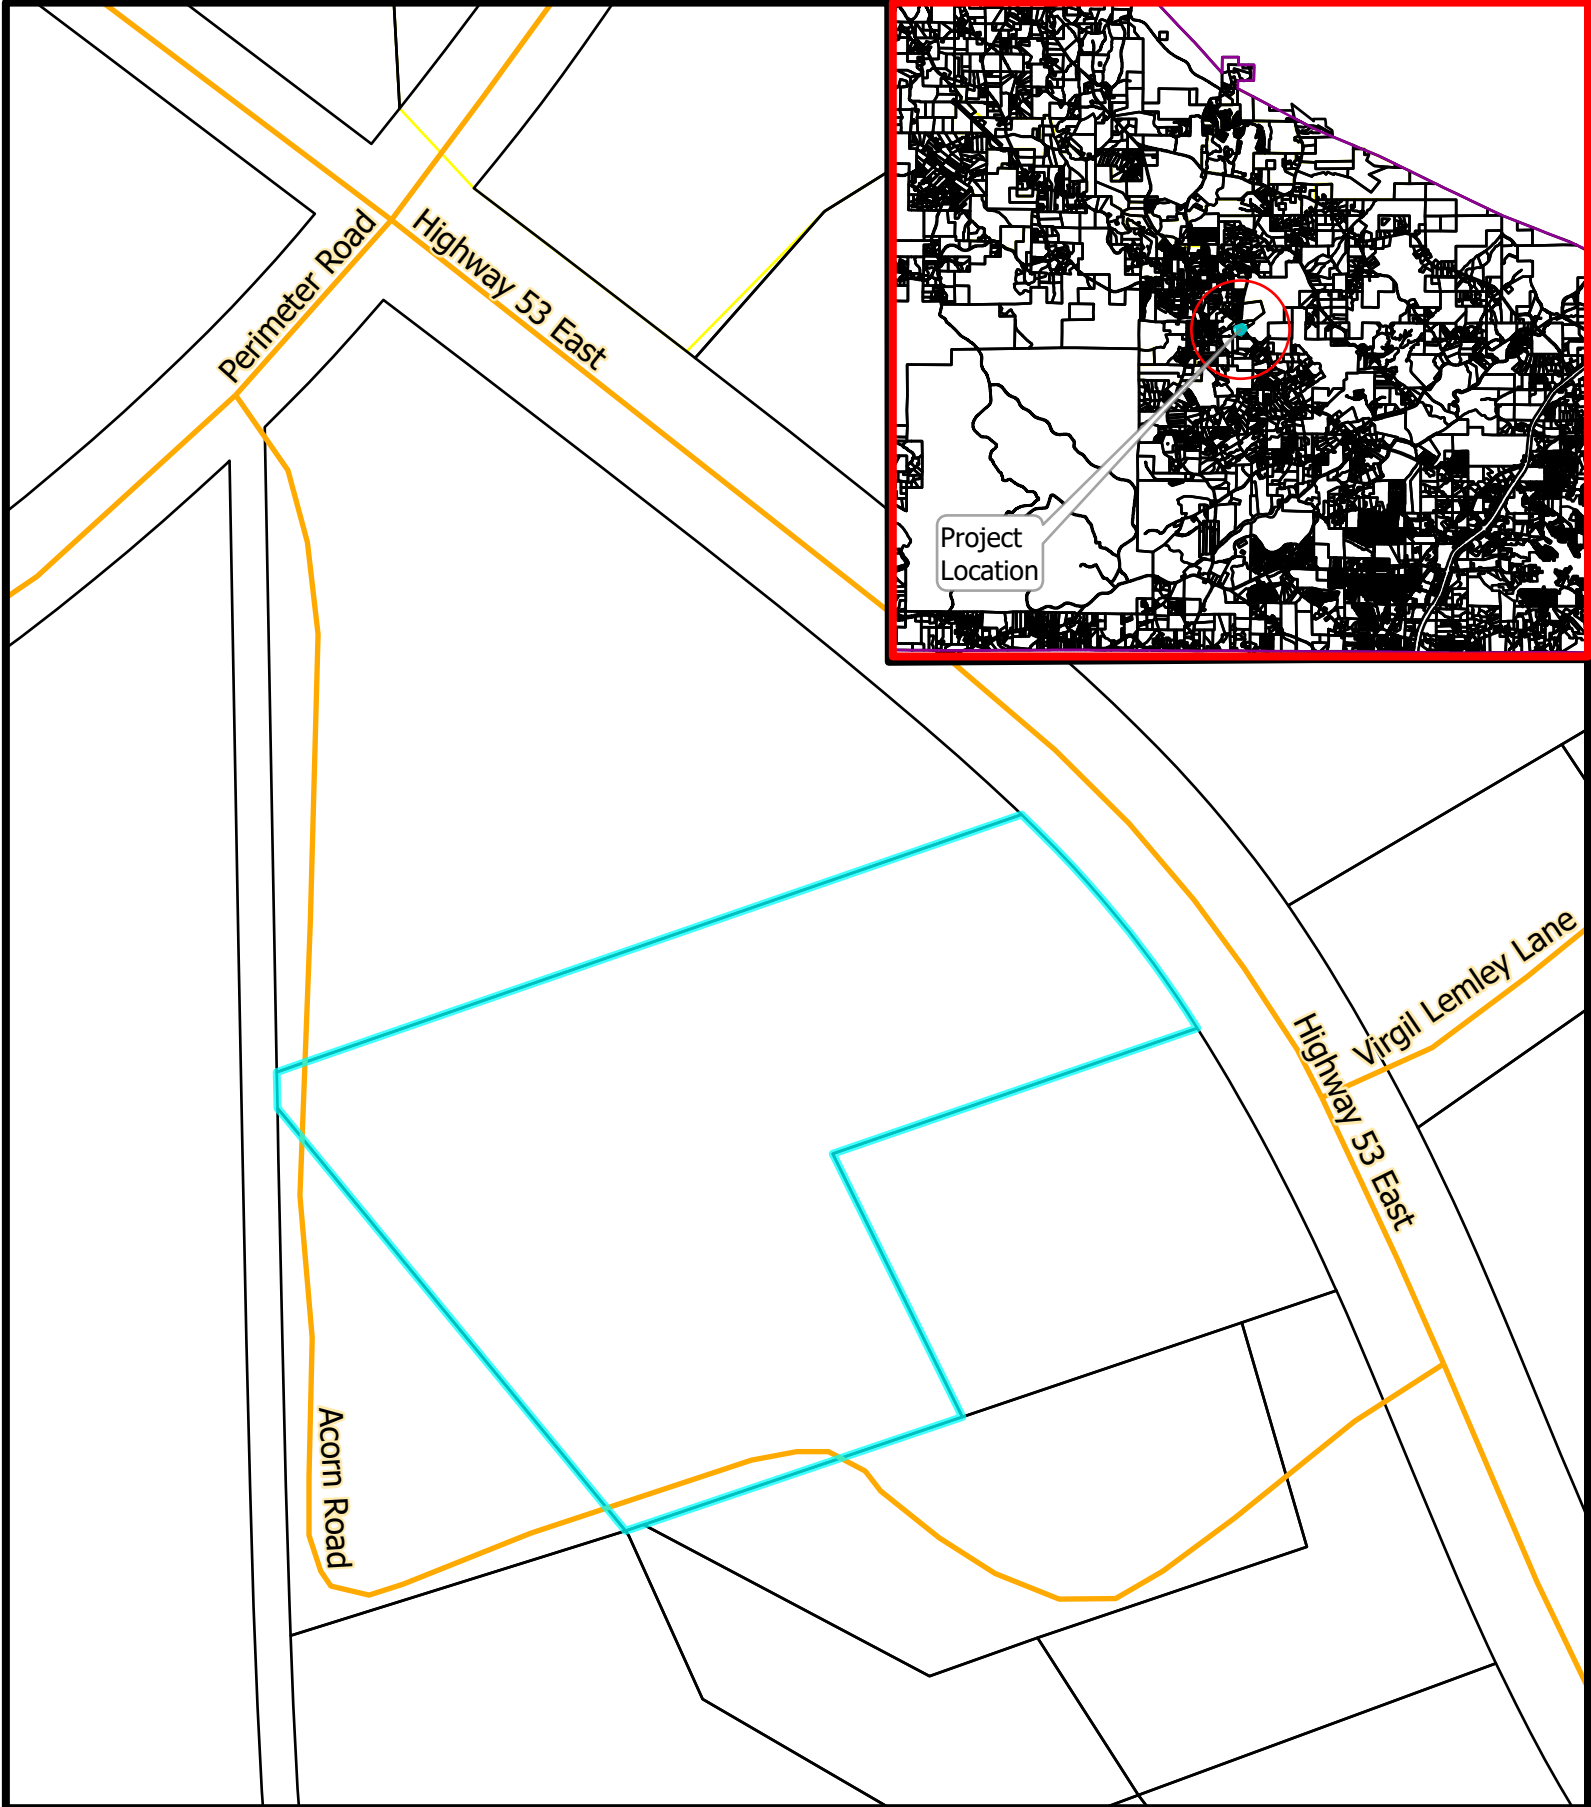 Perimeter Road
Highway 53 East
Project
Location
Virgil Lemley Lane
Highway 53 East
Acorn Road